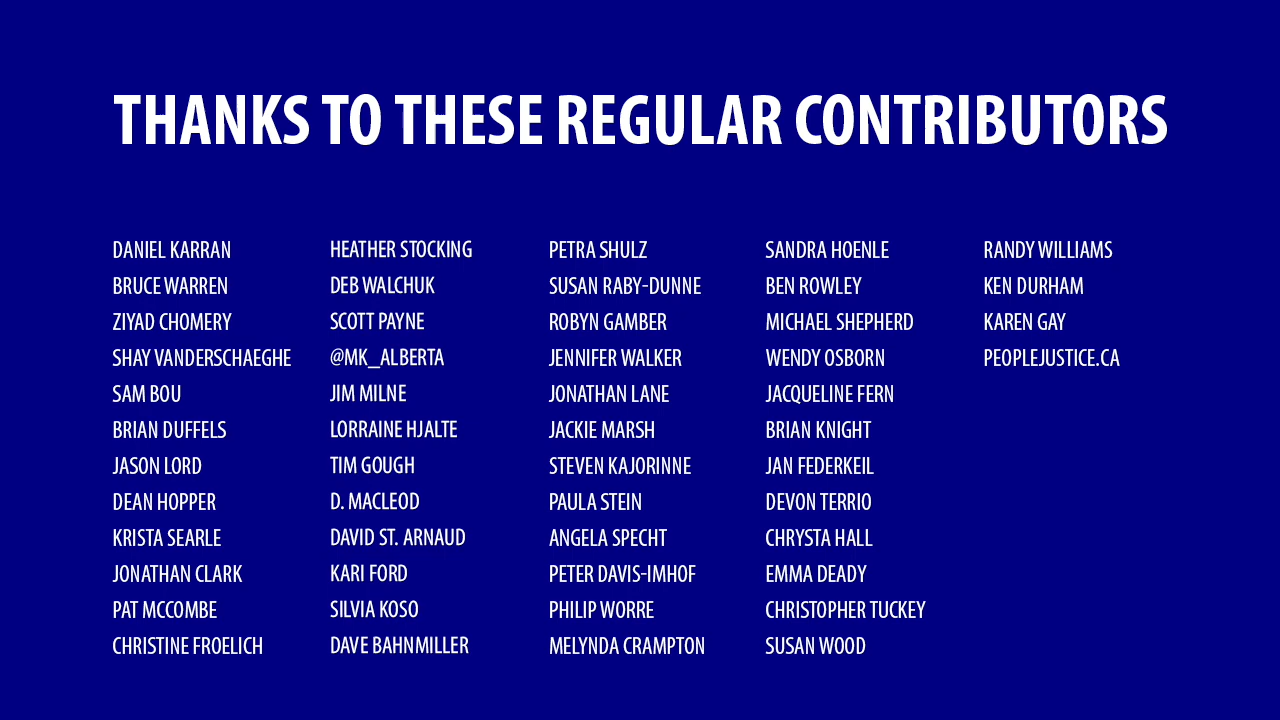 THANKS TO THESE REGULAR CONTRIBUTORS
DANIEL KARRAN
BRUCE WARREN
ZIYAD CHOMERY
SHAY VANDERSCHAEGHE
SAM BOU
BRIAN DUFFELS
JASON LORD
DEAN HOPPER
KRISTA SEARLE
JONATHAN CLARK
PAT MCCOMBE
CHRISTINE FROELICH
HEATHER STOCKING
DEB WALCHUK
SCOTT PAYNE
@MK_ALBERTA
JIM MILNE
LORRAINE HJALTE
TIM GOUGH
D. MACLEOD
DAVID ST. ARNAUD
KARI FORD
SILVIA KOSO
DAVE BAHNMILLER
PETRA SHULZ
SUSAN RABY-DUNNE
ROBYN GAMBER
JENNIFER WALKER
JONATHAN LANE
JACKIE MARSH
STEVEN KAJORINNE
PAULA STEIN
ANGELA SPECHT
PETER DAVIS-IMHOF
PHILIP WORRE
MELYNDA CRAMPTON
SANDRA HOENLE
BEN ROWLEY
MICHAEL SHEPHERD
WENDY OSBORN
JACQUELINE FERN
BRIAN KNIGHT
JAN FEDERKEIL
DEVON TERRIO
CHRYSTA HALL
EMMA DEADY
CHRISTOPHER TUCKEY
SUSAN WOOD
RANDY WILLIAMS
KEN DURHAM
KAREN GAY
PEOPLEJUSTICE.CA